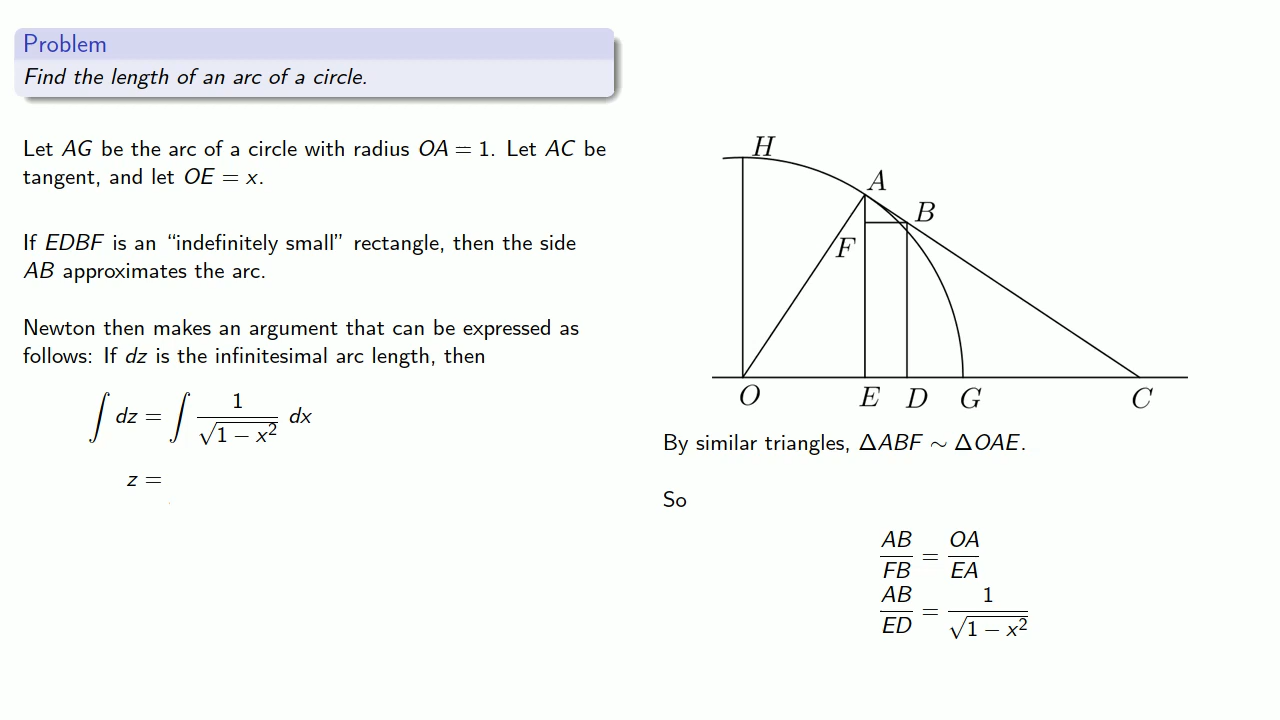 Problem
Find the length of an arc of a circle.
Let AG be the arc of a circle with radius OA = 1. Let AC be
tangent, and let OE = x.
If EDBF is an “indefinitely small” rectangle, then the side
AB approximates the arc.
Newton then makes an argument that can be expressed as
follows: If dz is the infinitesimal arc length, then
∫ dz = ∫ 1/√(1 − x²) dx
z =
H
A
B
F
O E D G C
By similar triangles, ΔABF ∼ ΔOAE.
So
AB/FB = OA/EA
AB/ED = 1/√(1 − x²)